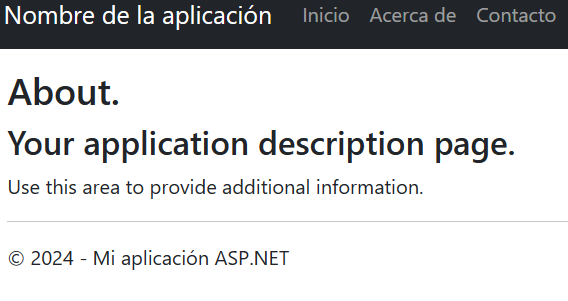 Nombre de la aplicación Inicio Acerca de Contacto
About.
Your application description page.
Use this area to provide additional information.
© 2024 - Mi aplicación ASP.NET